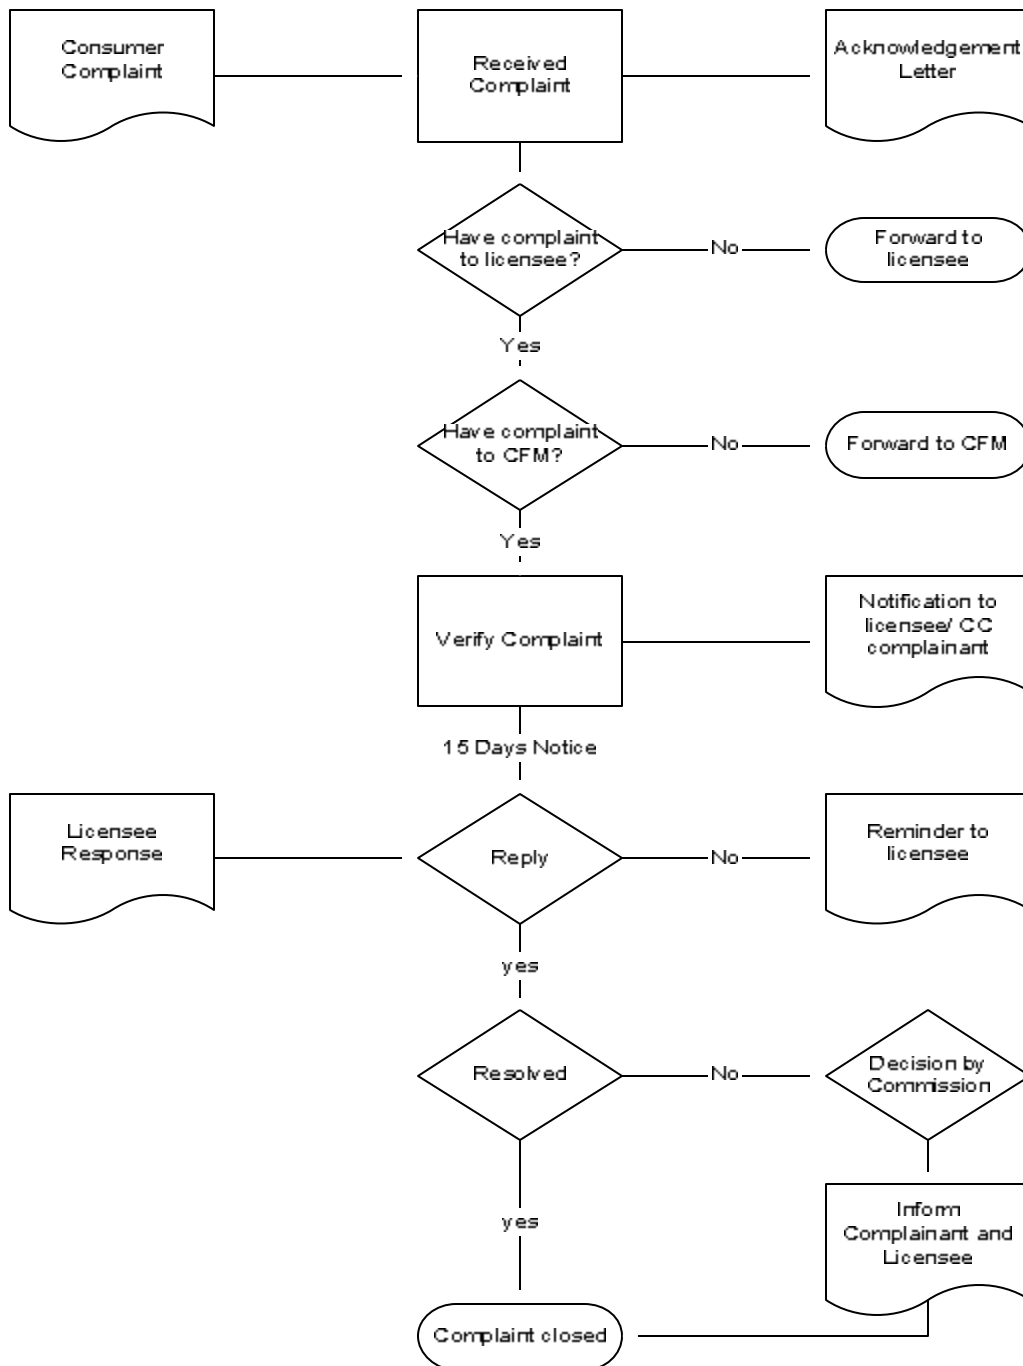 Consumer
Complaint
Received
Complaint
Acknowledgement
Letter
Have complaint
to licensee?
No
Forward to
licensee
Yes
Have complaint
to CFM?
No
Forward to CFM
Yes
Verify Complaint
Notification to
licensee/ CC
complainant
15 Days Notice
Licensee
Response
Reply
No
Reminder to
licensee
yes
Resolved
No
Decision by
Commission
yes
Inform
Complainant and
Licensee
Complaint closed